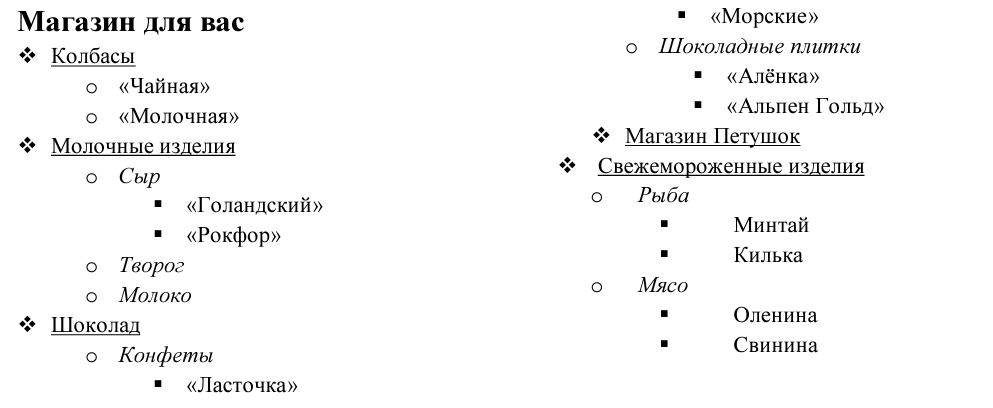 Магазин для вас
❖ Колбасы
o «Чайная»
o «Молочная»
❖ Молочные изделия
o Сыр
▪ «Голандский»
▪ «Рокфор»
o Творог
o Молоко
❖ Шоколад
o Конфеты
▪ «Ласточка»
▪ «Морские»
o Шоколадные плитки
▪ «Алёнка»
▪ «Альпен Гольд»
❖ Магазин Петушок
❖ Свежемороженные изделия
o Рыба
▪ Минтай
▪ Килька
o Мясо
▪ Оленина
▪ Свинина